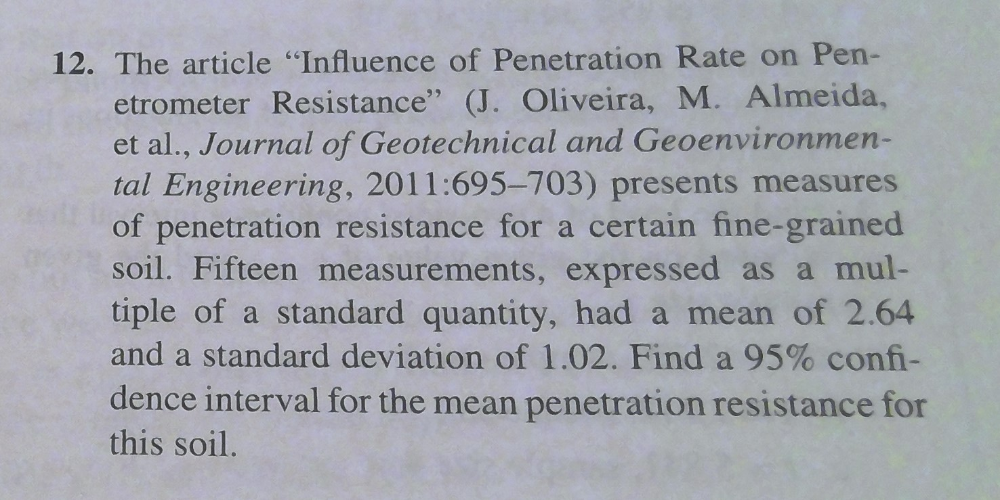 12. The article “Influence of Penetration Rate on Pen-
etrometer Resistance” (J. Oliveira, M. Almeida,
et al., Journal of Geotechnical and Geoenvironmen-
tal Engineering, 2011:695–703) presents measures
of penetration resistance for a certain fine-grained
soil. Fifteen measurements, expressed as a mul-
tiple of a standard quantity, had a mean of 2.64
and a standard deviation of 1.02. Find a 95% confi-
dence interval for the mean penetration resistance for
this soil.